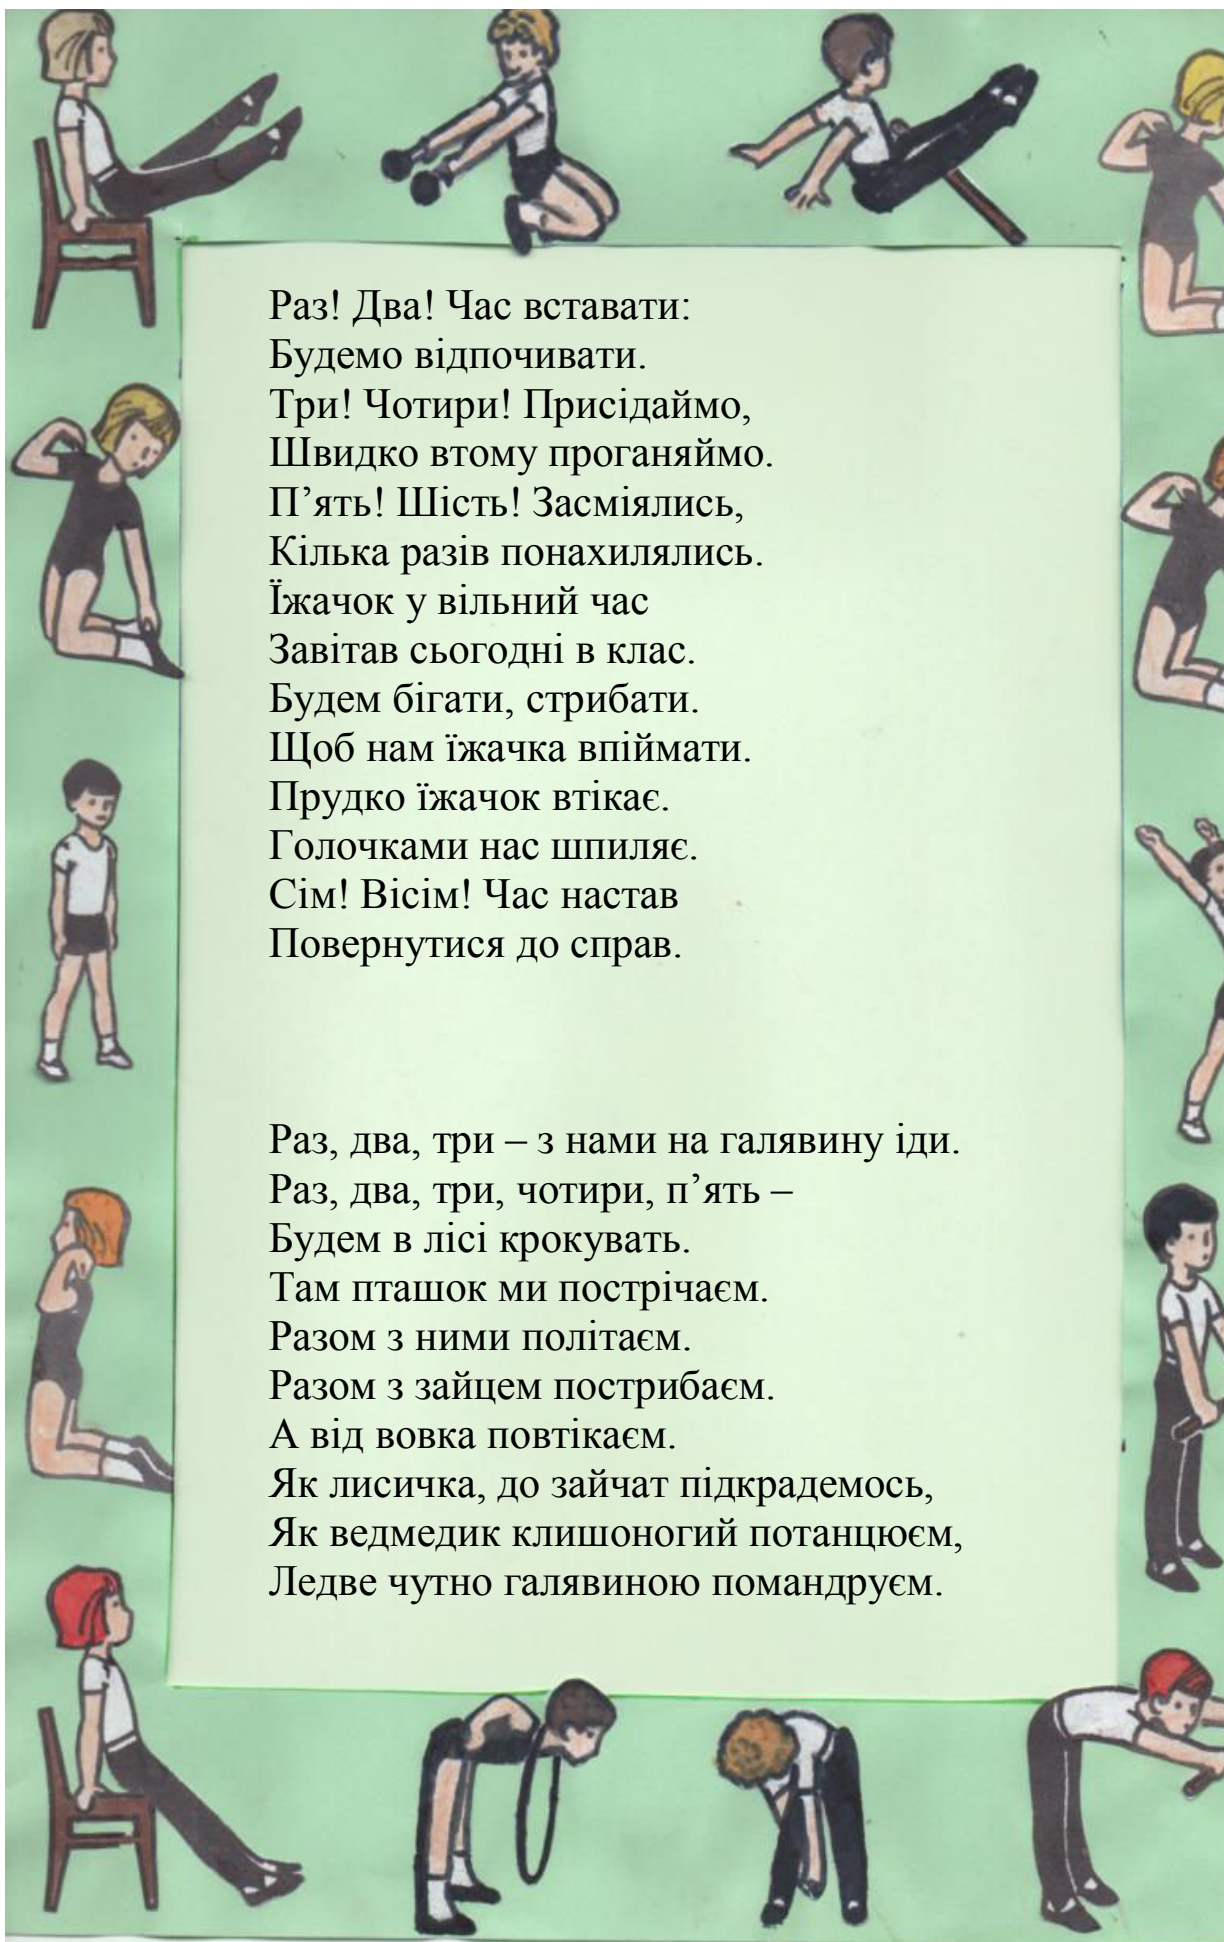 Раз! Два! Час вставати:
Будемо відпочивати.
Три! Чотири! Присідаймо,
Швидко втому проганяймо.
П’ять! Шість! Засміялись,
Кілька разів понахилялись.
Їжачок у вільний час
Завітав сьогодні в клас.
Будем бігати, стрибати.
Щоб нам їжачка впіймати.
Прудко їжачок втікає.
Голочками нас шпиляє.
Сім! Вісім! Час настав
Повернутися до справ.
Раз, два, три – з нами на галявину іди.
Раз, два, три, чотири, п’ять –
Будем в лісі крокувать.
Там пташок ми пострічаєм.
Разом з ними політаєм.
Разом з зайцем пострибаєм.
А від вовка повтікаєм.
Як лисичка, до зайчат підкрадемось,
Як ведмедик клишоногий потанцюєм,
Ледве чутно галявиною помандруєм.